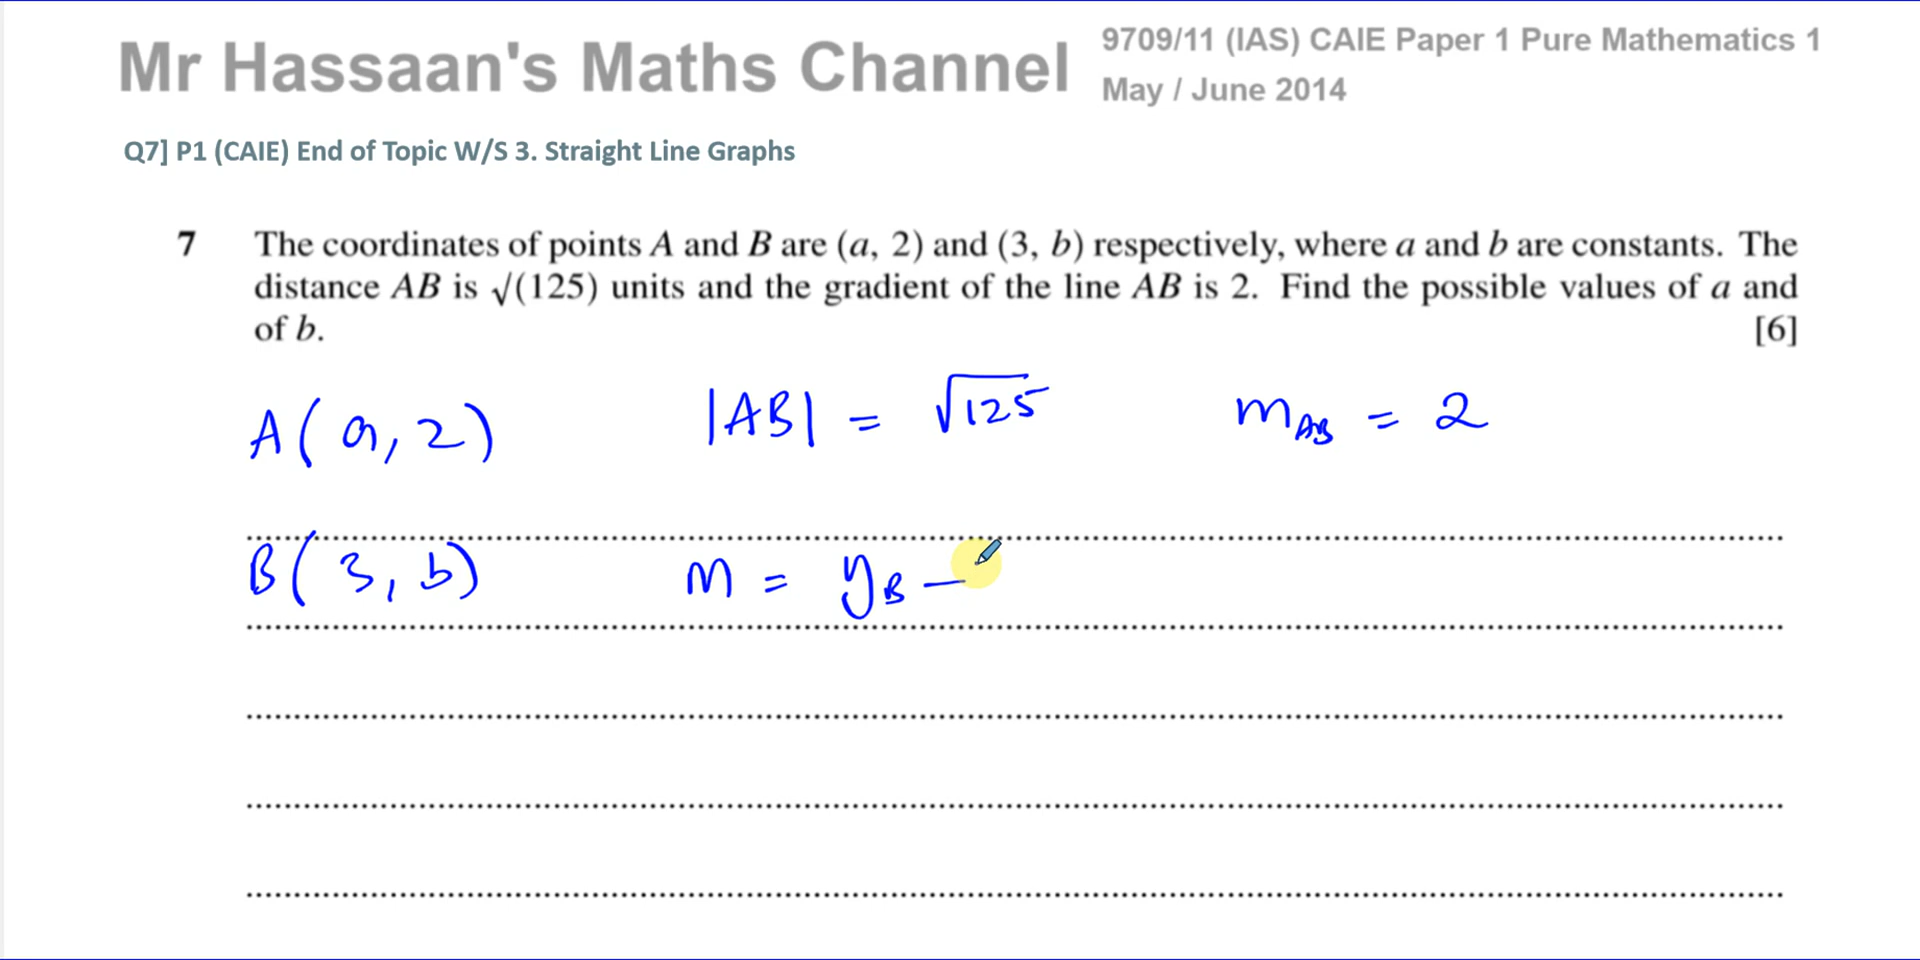 Mr Hassaan's Maths Channel
9709/11 (IAS) CAIE Paper 1 Pure Mathematics 1
May / June 2014
Q7] P1 (CAIE) End of Topic W/S 3. Straight Line Graphs
7 The coordinates of points A and B are (a, 2) and (3, b) respectively, where a and b are constants. The
distance AB is √(125) units and the gradient of the line AB is 2. Find the possible values of a and
of b. [6]
A(a, 2) |AB| = √125 m_AB = 2
B(3, b) m = y_B −